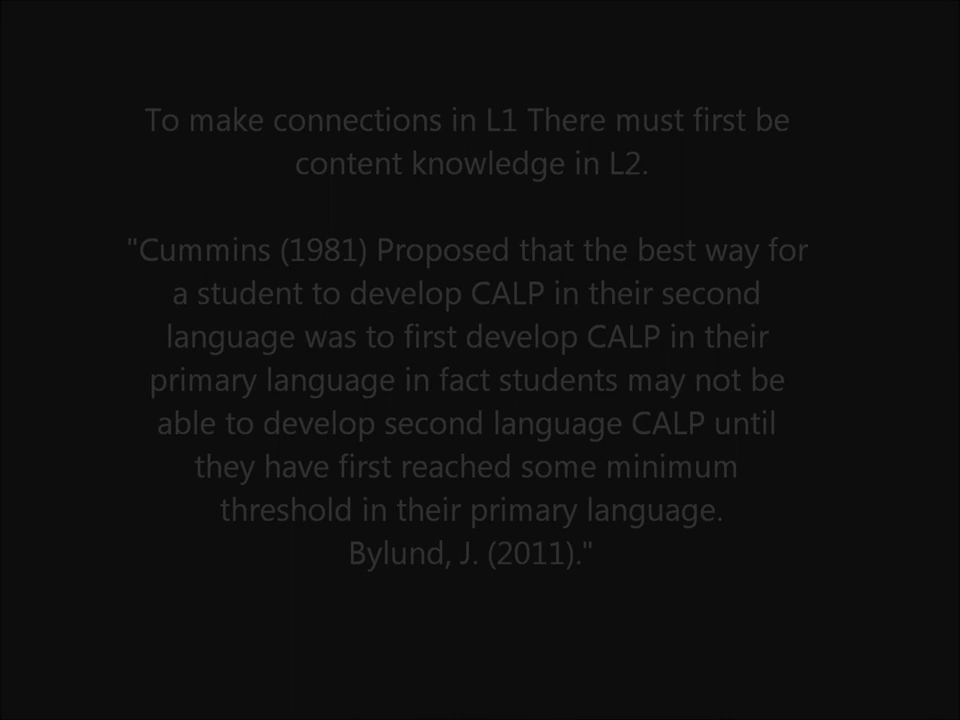 To make connections in L1 There must first be
content knowledge in L2.
"Cummins (1981) Proposed that the best way for
a student to develop CALP in their second
language was to first develop CALP in their
primary language in fact students may not be
able to develop second language CALP until
they have first reached some minimum
threshold in their primary language.
Bylund, J. (2011)."